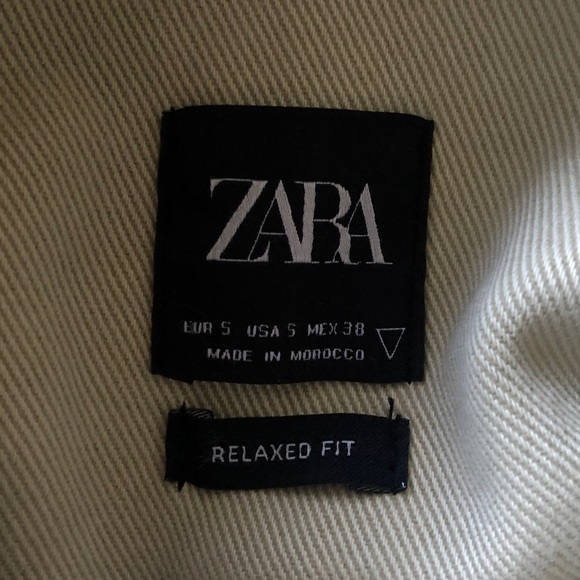 ZARA
EUR S USA S MEX 38
MADE IN MOROCCO
RELAXED FIT